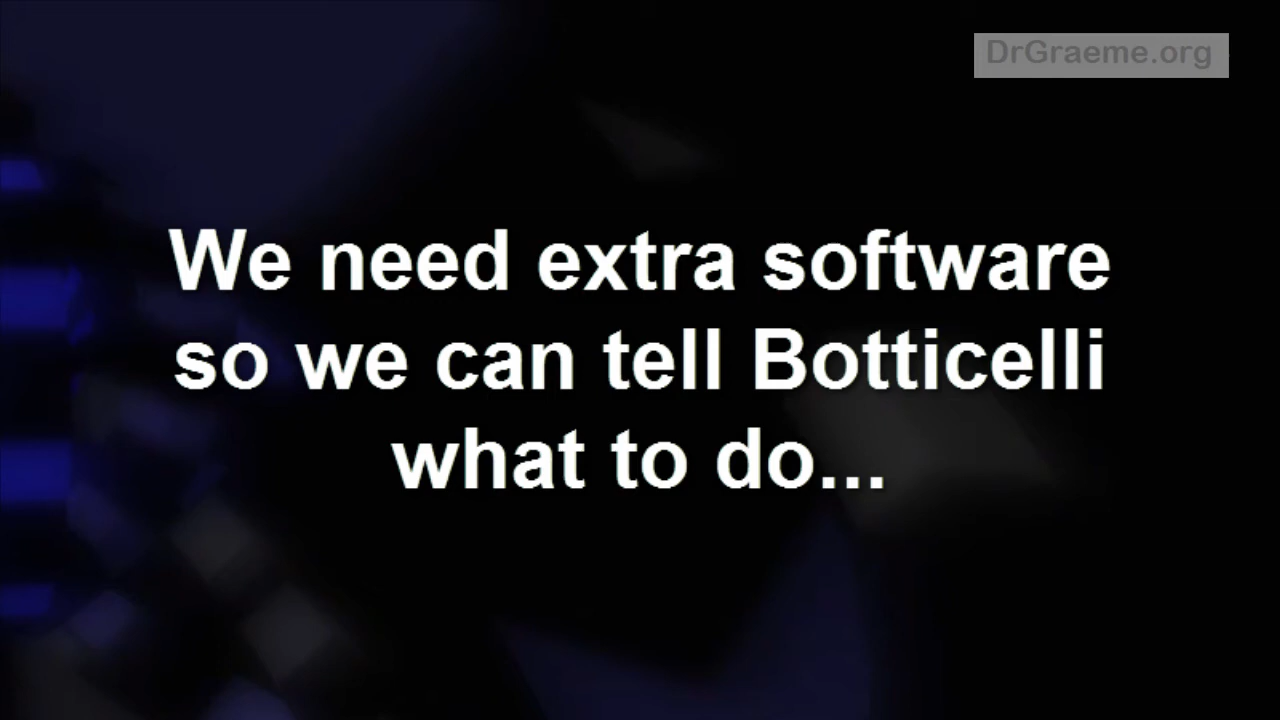 DrGraeme.org
We need extra software
so we can tell Botticelli
what to do...